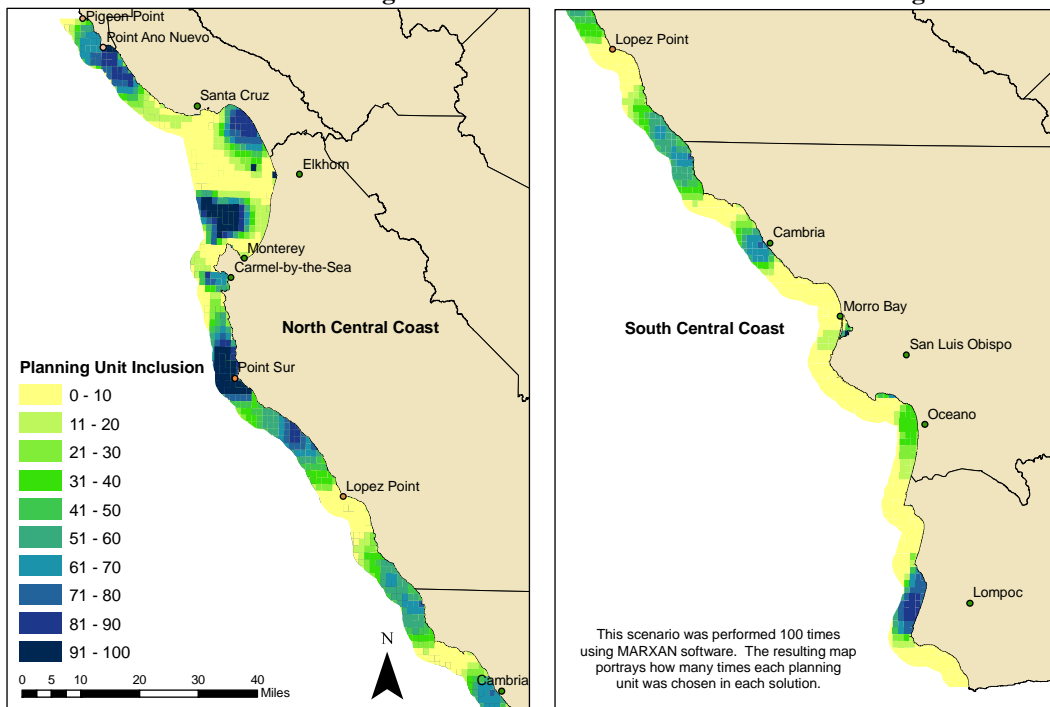 Pigeon Point
Point Ano Nuevo
Santa Cruz
Elkhorn
Monterey
Carmel-by-the-Sea
North Central Coast
Point Sur
Planning Unit Inclusion
0 - 10
11 - 20
21 - 30
31 - 40
41 - 50
51 - 60
61 - 70
71 - 80
81 - 90
91 - 100
Lopez Point
N
0 5 10 20 30 40
Miles
Cambria
Lopez Point
Cambria
Morro Bay
South Central Coast
San Luis Obispo
Oceano
Lompoc
This scenario was performed 100 times
using MARXAN software. The resulting map
portrays how many times each planning
unit was chosen in each solution.